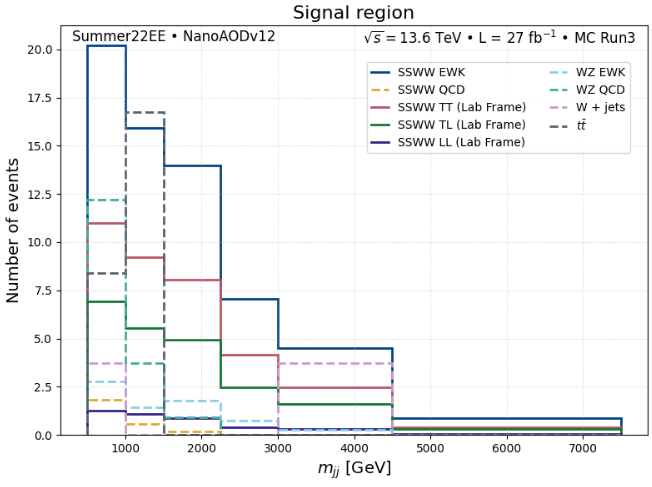 Signal region
Summer22EE • NanoAODv12
√s = 13.6 TeV • L = 27 fb⁻¹ • MC Run3
SSWW EWK
SSWW QCD
SSWW TT (Lab Frame)
SSWW TL (Lab Frame)
SSWW LL (Lab Frame)
WZ EWK
WZ QCD
W + jets
tt̄
Number of events
20.0
17.5
15.0
12.5
10.0
7.5
5.0
2.5
0.0
1000 2000 3000 4000 5000 6000 7000
m_jj [GeV]